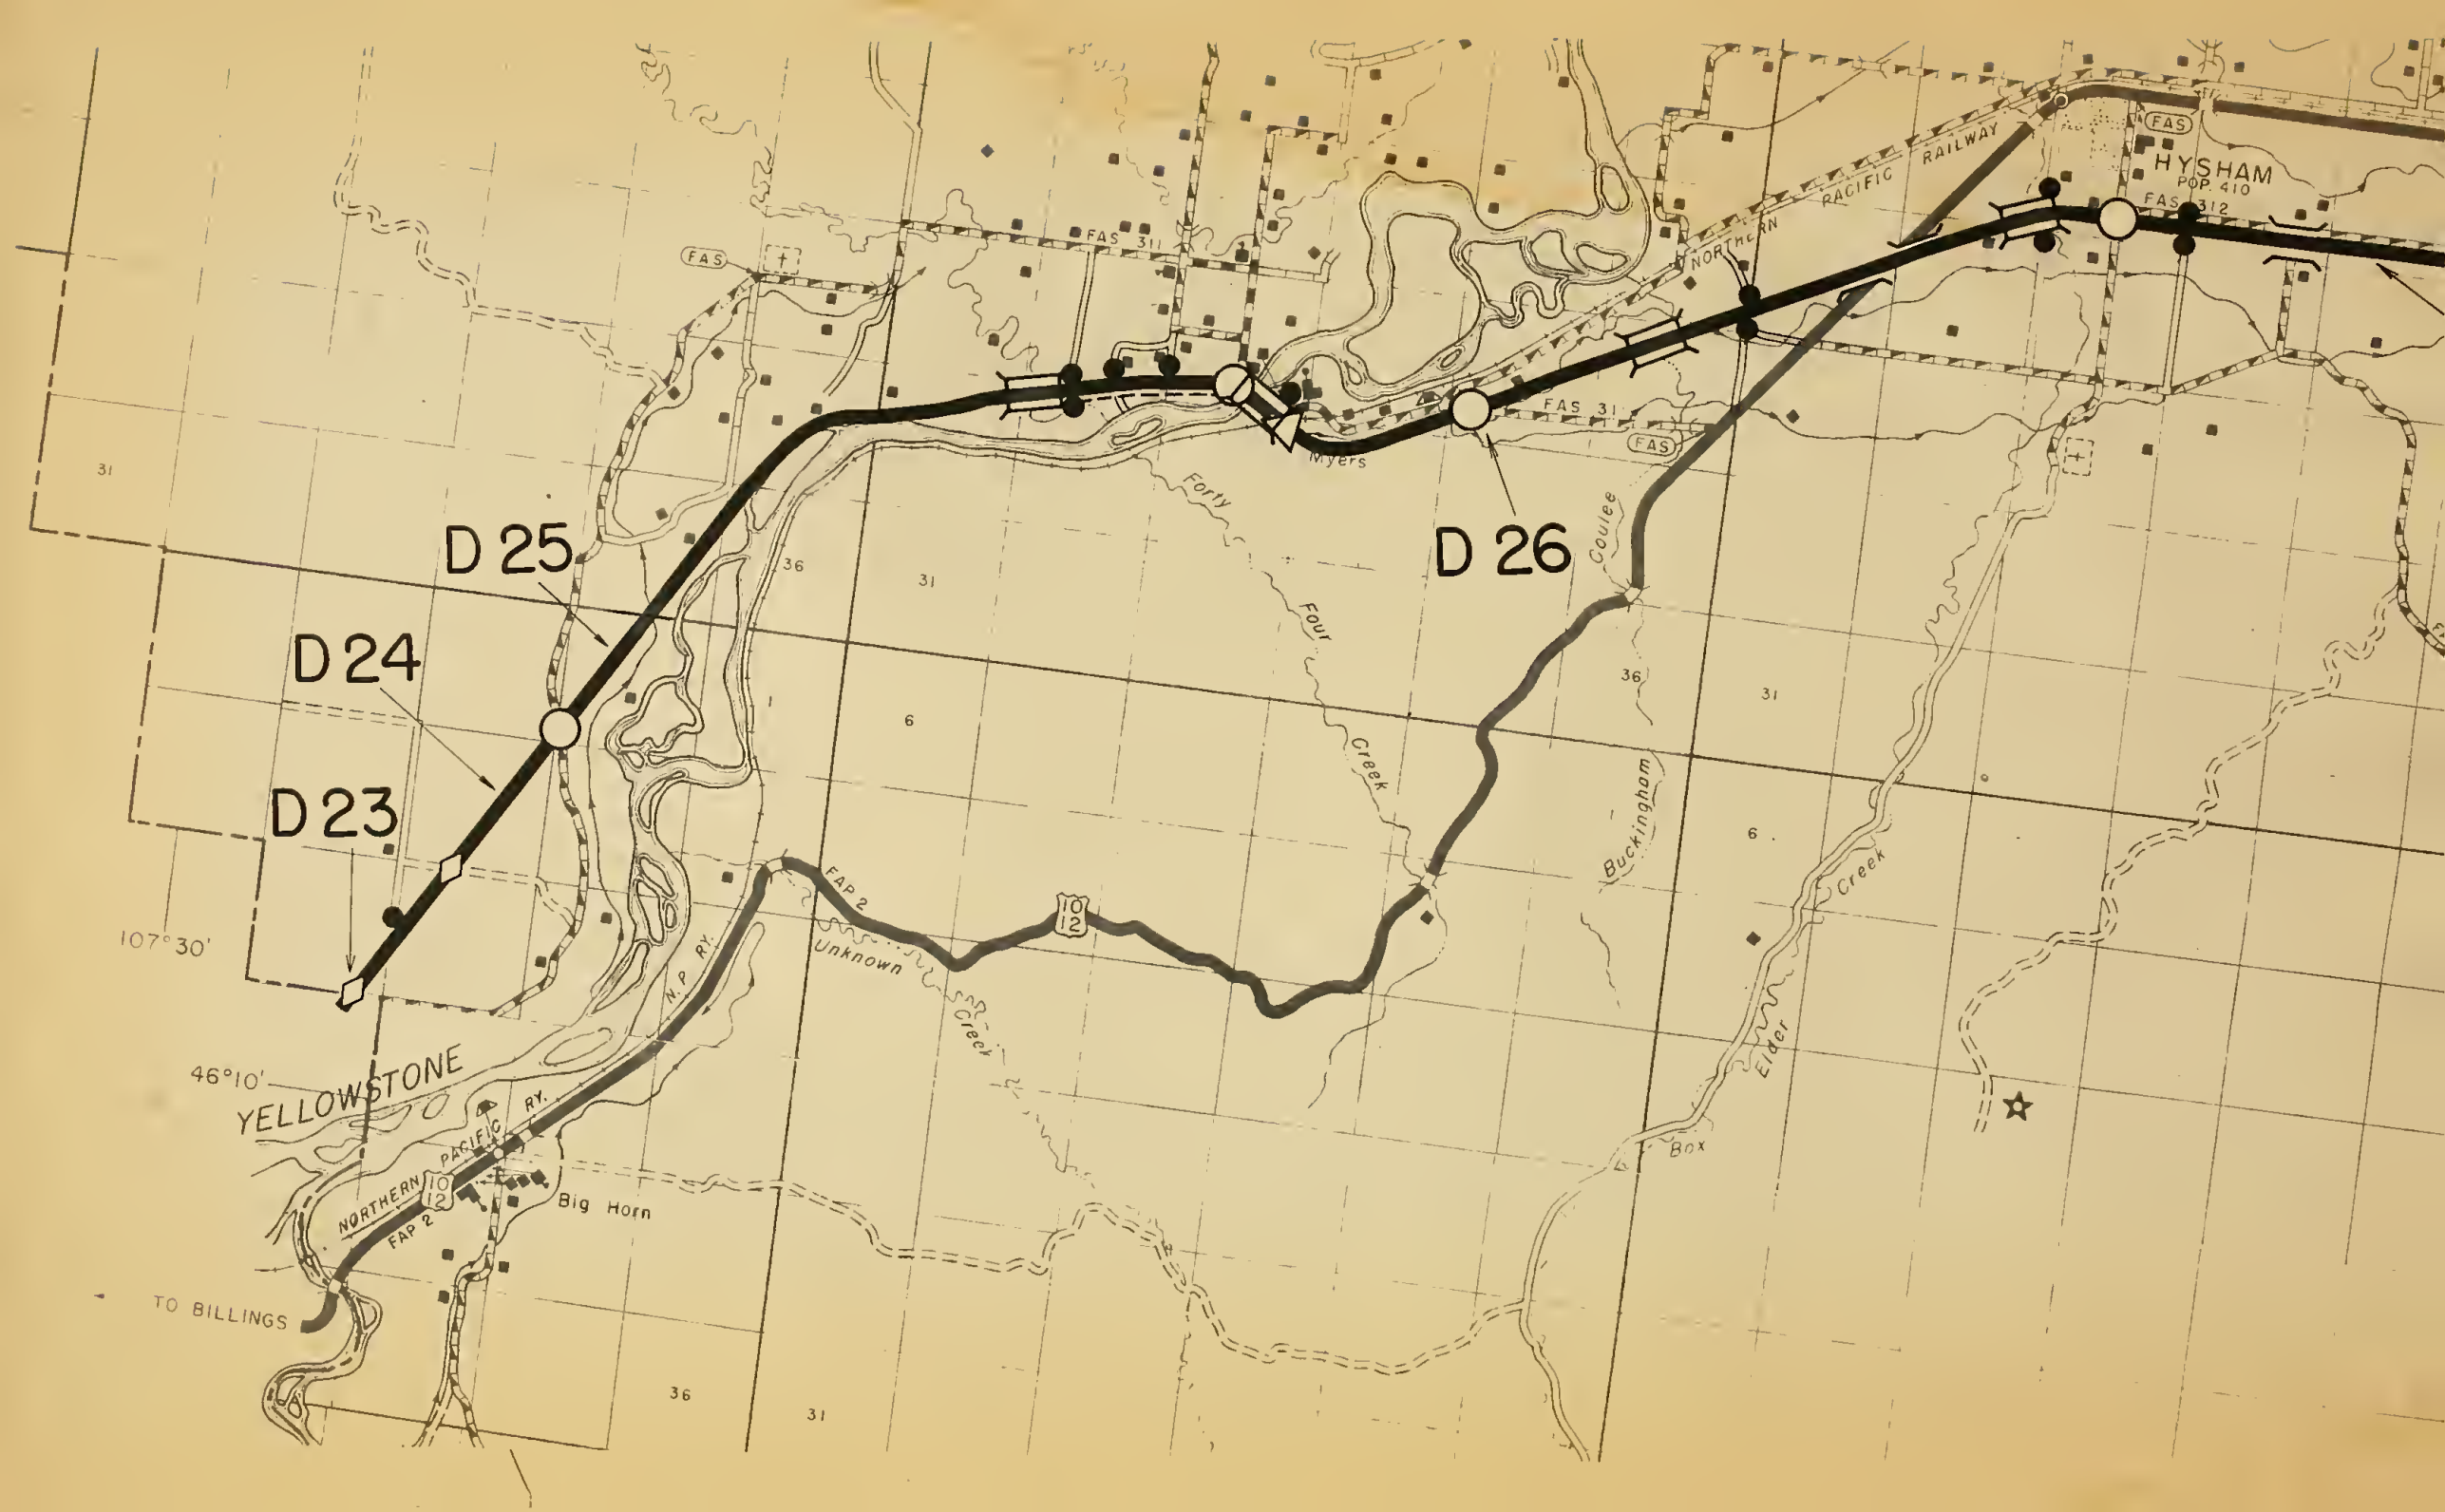 FAS
HYSHAM
POP. 410
FAS 312
NORTHERN
PACIFIC
RAILWAY
FAS 311
FAS
FAS 311
FAS
Myers
31
Forty
Four
Creek
D 25
36
31
D 26
Coulee
Buckingham
36
31
D 24
1
6
6
D 23
107°30'
FAP 2
10
12
Unknown
Creek
N. P. RY.
Creek
Elder
Box
46°10'
YELLOWSTONE
NORTHERN
PACIFIC
RY.
10
12
FAP 2
Big Horn
TO BILLINGS
36
31